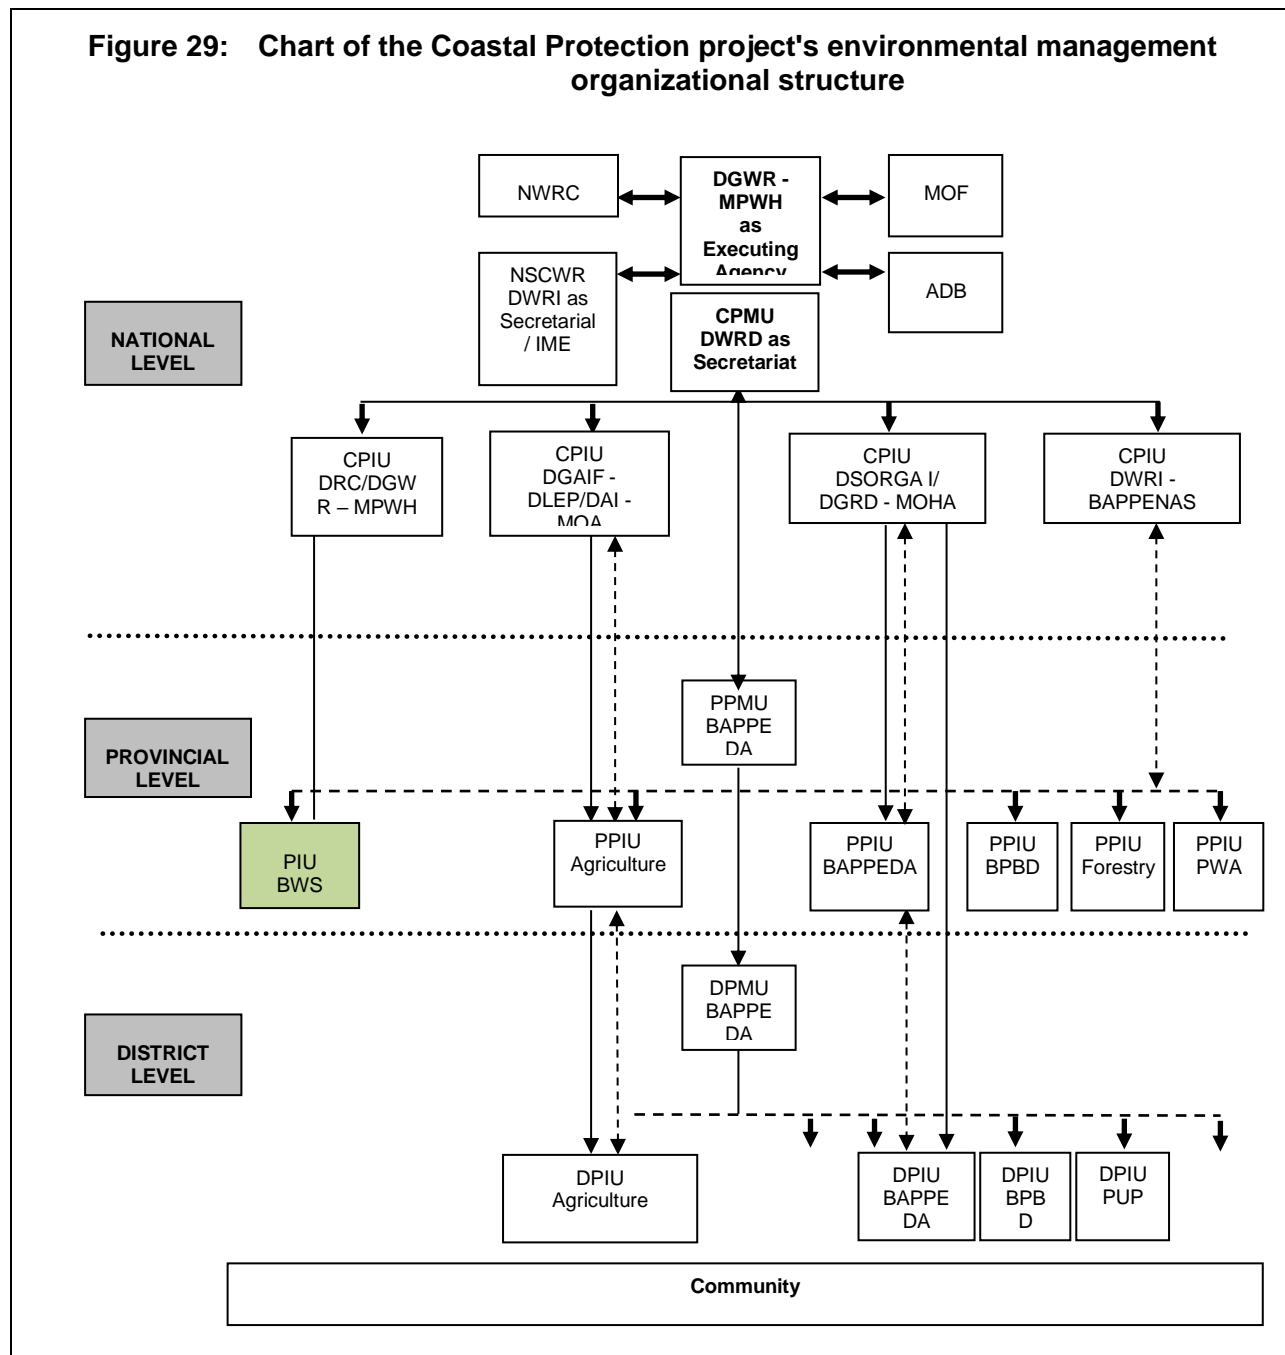 Figure 29: Chart of the Coastal Protection project's environmental management
organizational structure
NWRC
DGWR -
MPWH
as
Executing
Agency
MOF
NSCWR
DWRI as
Secretarial
/ IME
ADB
CPMU
DWRD as
Secretariat
NATIONAL
LEVEL
CPIU
DRC/DGW
R – MPWH
CPIU
DGAIF -
DLEP/DAI -
MOA
CPIU
DSORGA I/
DGRD - MOHA
CPIU
DWRI -
BAPPENAS
PPMU
BAPPE
DA
PROVINCIAL
LEVEL
PIU
BWS
PPIU
Agriculture
PPIU
BAPPEDA
PPIU
BPBD
PPIU
Forestry
PPIU
PWA
DPMU
BAPPE
DA
DISTRICT
LEVEL
DPIU
Agriculture
DPIU
BAPPE
DA
DPIU
BPB
D
DPIU
PUP
Community